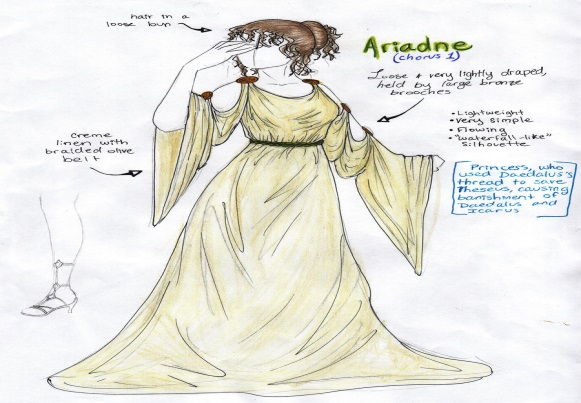 hair in a
loose bun
Ariadne
(chorus 1)
Loose & very lightly draped,
held by large bronze
brooches
• Lightweight
• Very simple
• Flowing
• "waterfall-like"
Silhouette
creme
linen with
braided olive
belt
Princess, who
used Daedalus's
thread to save
Theseus, causing
banishment of
Daedalus and
Icarus